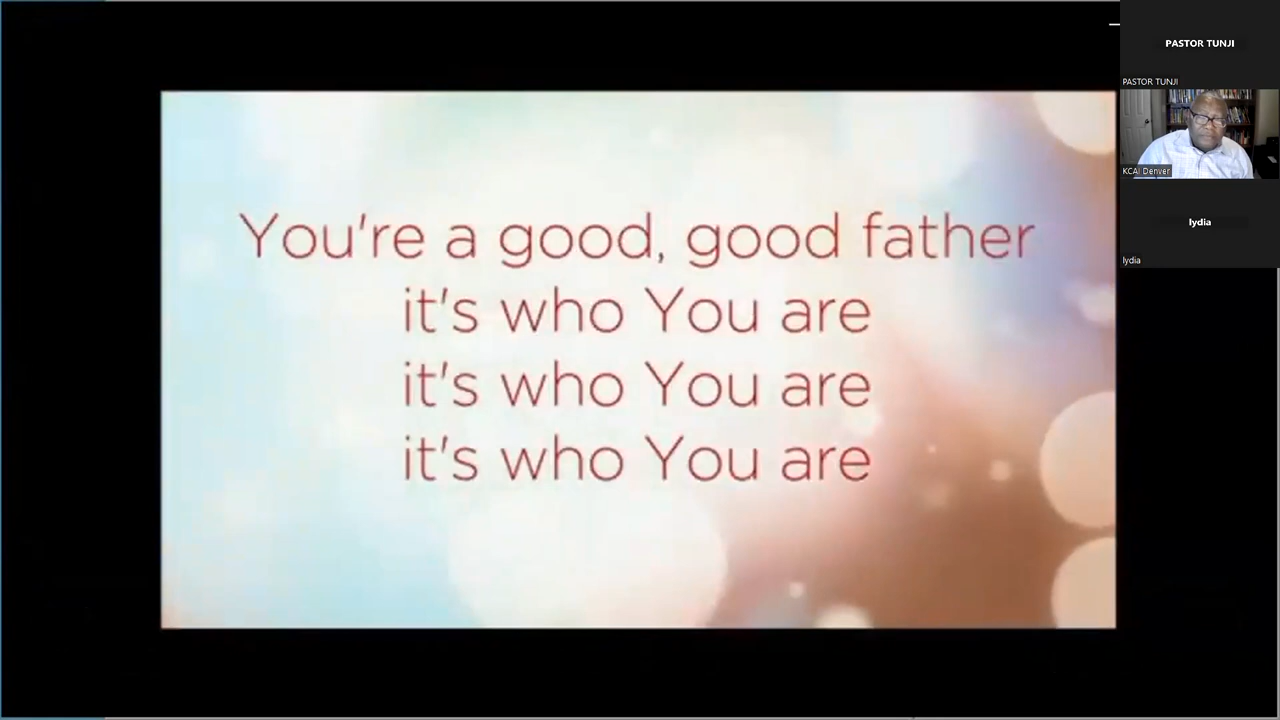 You're a good, good father
it's who You are
it's who You are
it's who You are
PASTOR TUNJI
PASTOR TUNJI
KCAI Denver
lydia
lydia